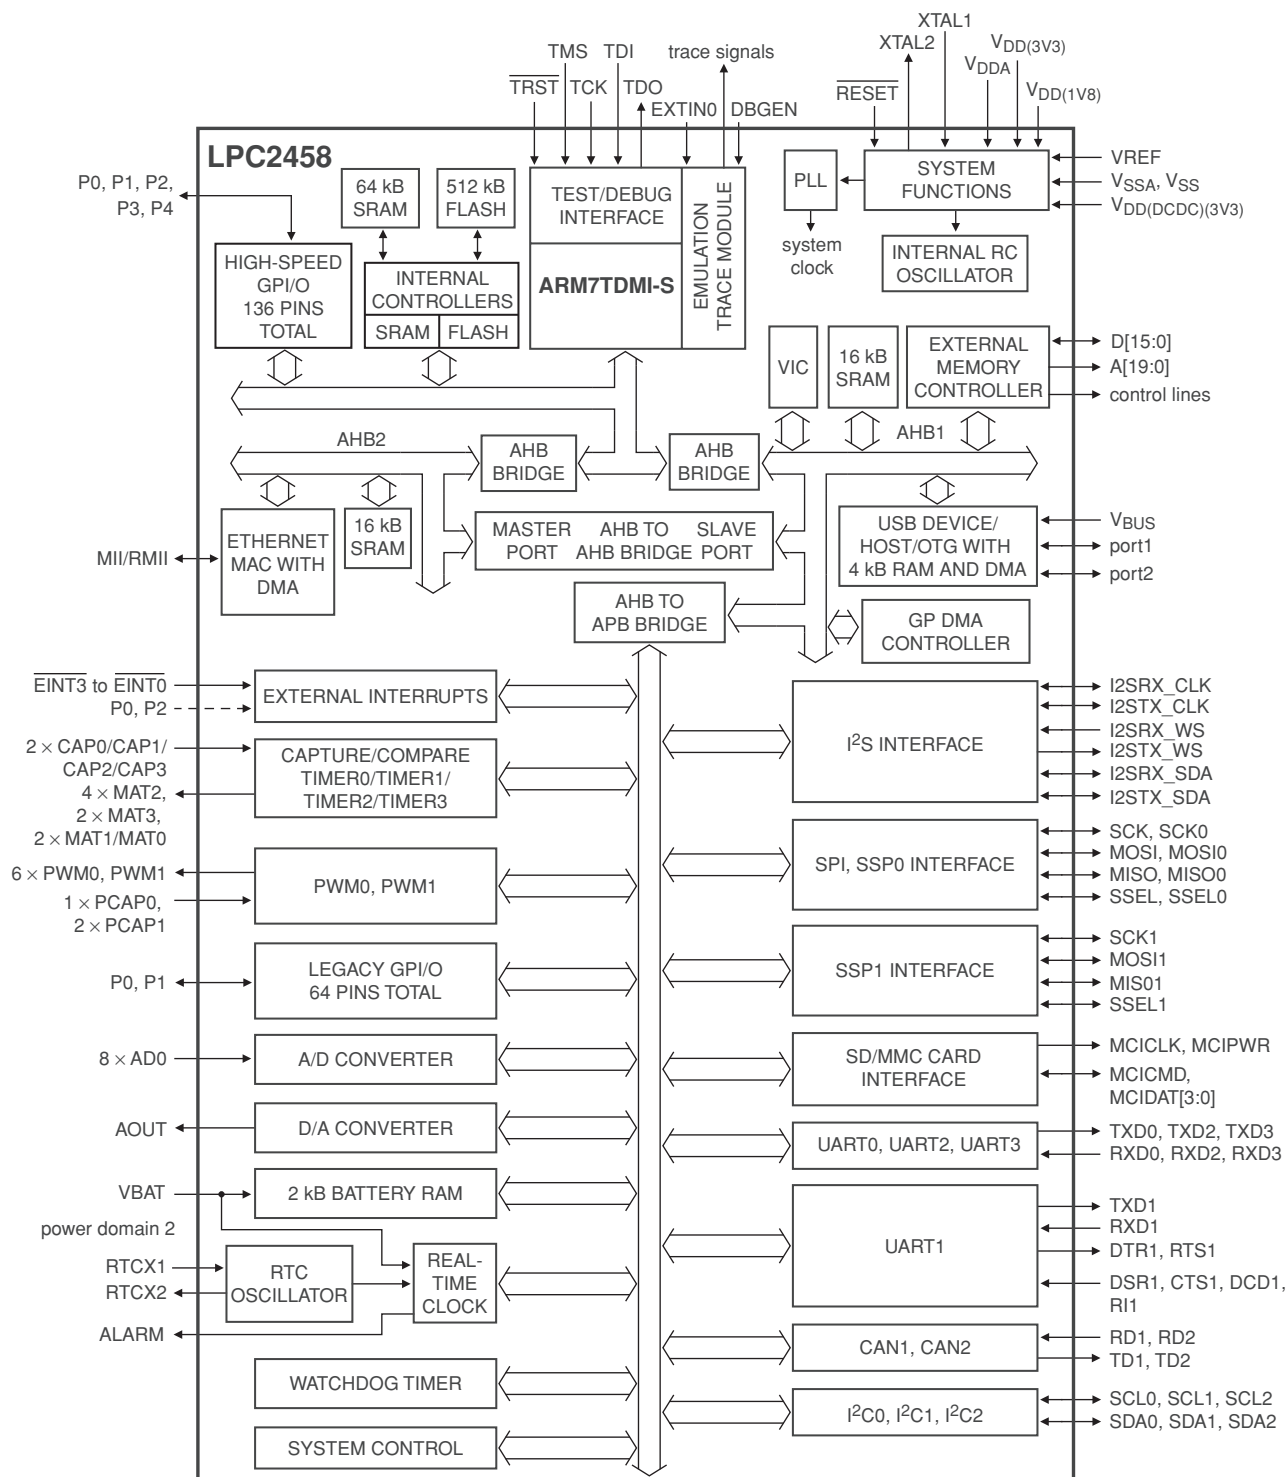 XTAL1
XTAL2
VDD(3V3)
TMS TDI trace signals
VDDA
TRST TCK TDO RESET VDD(1V8)
EXTIN0 DBGEN
LPC2458
P0, P1, P2,
P3, P4
64 kB
SRAM
512 kB
FLASH
TEST/DEBUG
INTERFACE
EMULATION
TRACE MODULE
PLL
SYSTEM
FUNCTIONS
VREF
VSSA, VSS
VDD(DCDC)(3V3)
system
clock
INTERNAL RC
OSCILLATOR
HIGH-SPEED
GPI/O
136 PINS
TOTAL
INTERNAL
CONTROLLERS
SRAM FLASH
ARM7TDMI-S
VIC
16 kB
SRAM
EXTERNAL
MEMORY
CONTROLLER
D[15:0]
A[19:0]
control lines
AHB2
AHB
BRIDGE
AHB
BRIDGE
AHB1
ETHERNET
MAC WITH
DMA
MII/RMII
16 kB
SRAM
MASTER AHB TO SLAVE
PORT AHB BRIDGE PORT
USB DEVICE/
HOST/OTG WITH
4 kB RAM AND DMA
VBUS
port1
port2
AHB TO
APB BRIDGE
GP DMA
CONTROLLER
EINT3 to EINT0
P0, P2
EXTERNAL INTERRUPTS
I2S INTERFACE
I2SRX_CLK
I2STX_CLK
I2SRX_WS
I2STX_WS
I2SRX_SDA
I2STX_SDA
2 × CAP0/CAP1/
CAP2/CAP3
4 × MAT2,
2 × MAT3,
2 × MAT1/MAT0
CAPTURE/COMPARE
TIMER0/TIMER1/
TIMER2/TIMER3
SPI, SSP0 INTERFACE
SCK, SCK0
MOSI, MOSI0
MISO, MISO0
SSEL, SSEL0
6 × PWM0, PWM1
1 × PCAP0,
2 × PCAP1
PWM0, PWM1
SSP1 INTERFACE
SCK1
MOSI1
MIS01
SSEL1
P0, P1
LEGACY GPI/O
64 PINS TOTAL
8 × AD0
A/D CONVERTER
SD/MMC CARD
INTERFACE
MCICLK, MCIPWR
MCICMD,
MCIDAT[3:0]
AOUT
D/A CONVERTER
UART0, UART2, UART3
TXD0, TXD2, TXD3
RXD0, RXD2, RXD3
VBAT
2 kB BATTERY RAM
power domain 2
RTCX1
RTCX2
RTC
OSCILLATOR
REAL-
TIME
CLOCK
ALARM
UART1
TXD1
RXD1
DTR1, RTS1
DSR1, CTS1, DCD1,
RI1
CAN1, CAN2
RD1, RD2
TD1, TD2
WATCHDOG TIMER
I2C0, I2C1, I2C2
SCL0, SCL1, SCL2
SDA0, SDA1, SDA2
SYSTEM CONTROL